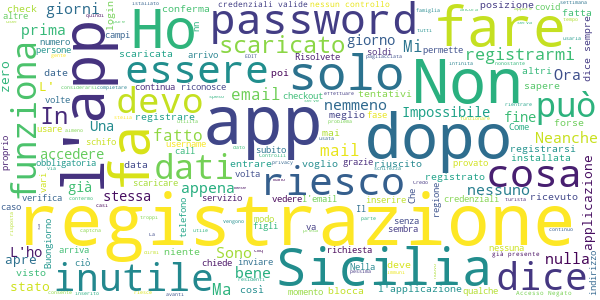 check
giorni
conferma
credenziali valide
nessun controllo
posizione
covid
fatta
altre
app
Ho
password
fare
prima
numero
persone
scaricata
arrivo
giorno
Mi
permette
dice sempre
L'
scaricato
registrarmi
zero
date
Risolvete
soldi
Ora
altri
essere
solo
Non
può
continua riconosce
poi
checkout
tentativi
sapere
In
l'app
volte
devo
email
nemmeno
Impossibile
fine
forse
funziona
Una
registrare
meglio
fase
Come
Neanche
usare
schifo
fatto
mail
dopo
registrarsi
installata
applicazione
proprio
accedere
fa
dati
call
subito
mai
username
obbligatoria
data
entrare
voglio
grazie
riuscito
provato
cosa
già
appena
riesco
registrato
credenziali
nessuno
verifica
scaricare
volta
Che
stessa
servizio
vedere
l'email
inserire
regione
ricevuto
caso
registrazione
Sicilia
telefono
Il
senza
sembra
L'ho
Buongiorno
modo
figli
va
nessuna
nulla
apre
arriva
niente
Sono
chiede
richiesta
già presente
visto
ciò
inviare
Nella
deve
dice
indirizzo
stato
inutile
Ma
bene
così
momento
blocca
l'applicazione
qualche
Accesso Negato